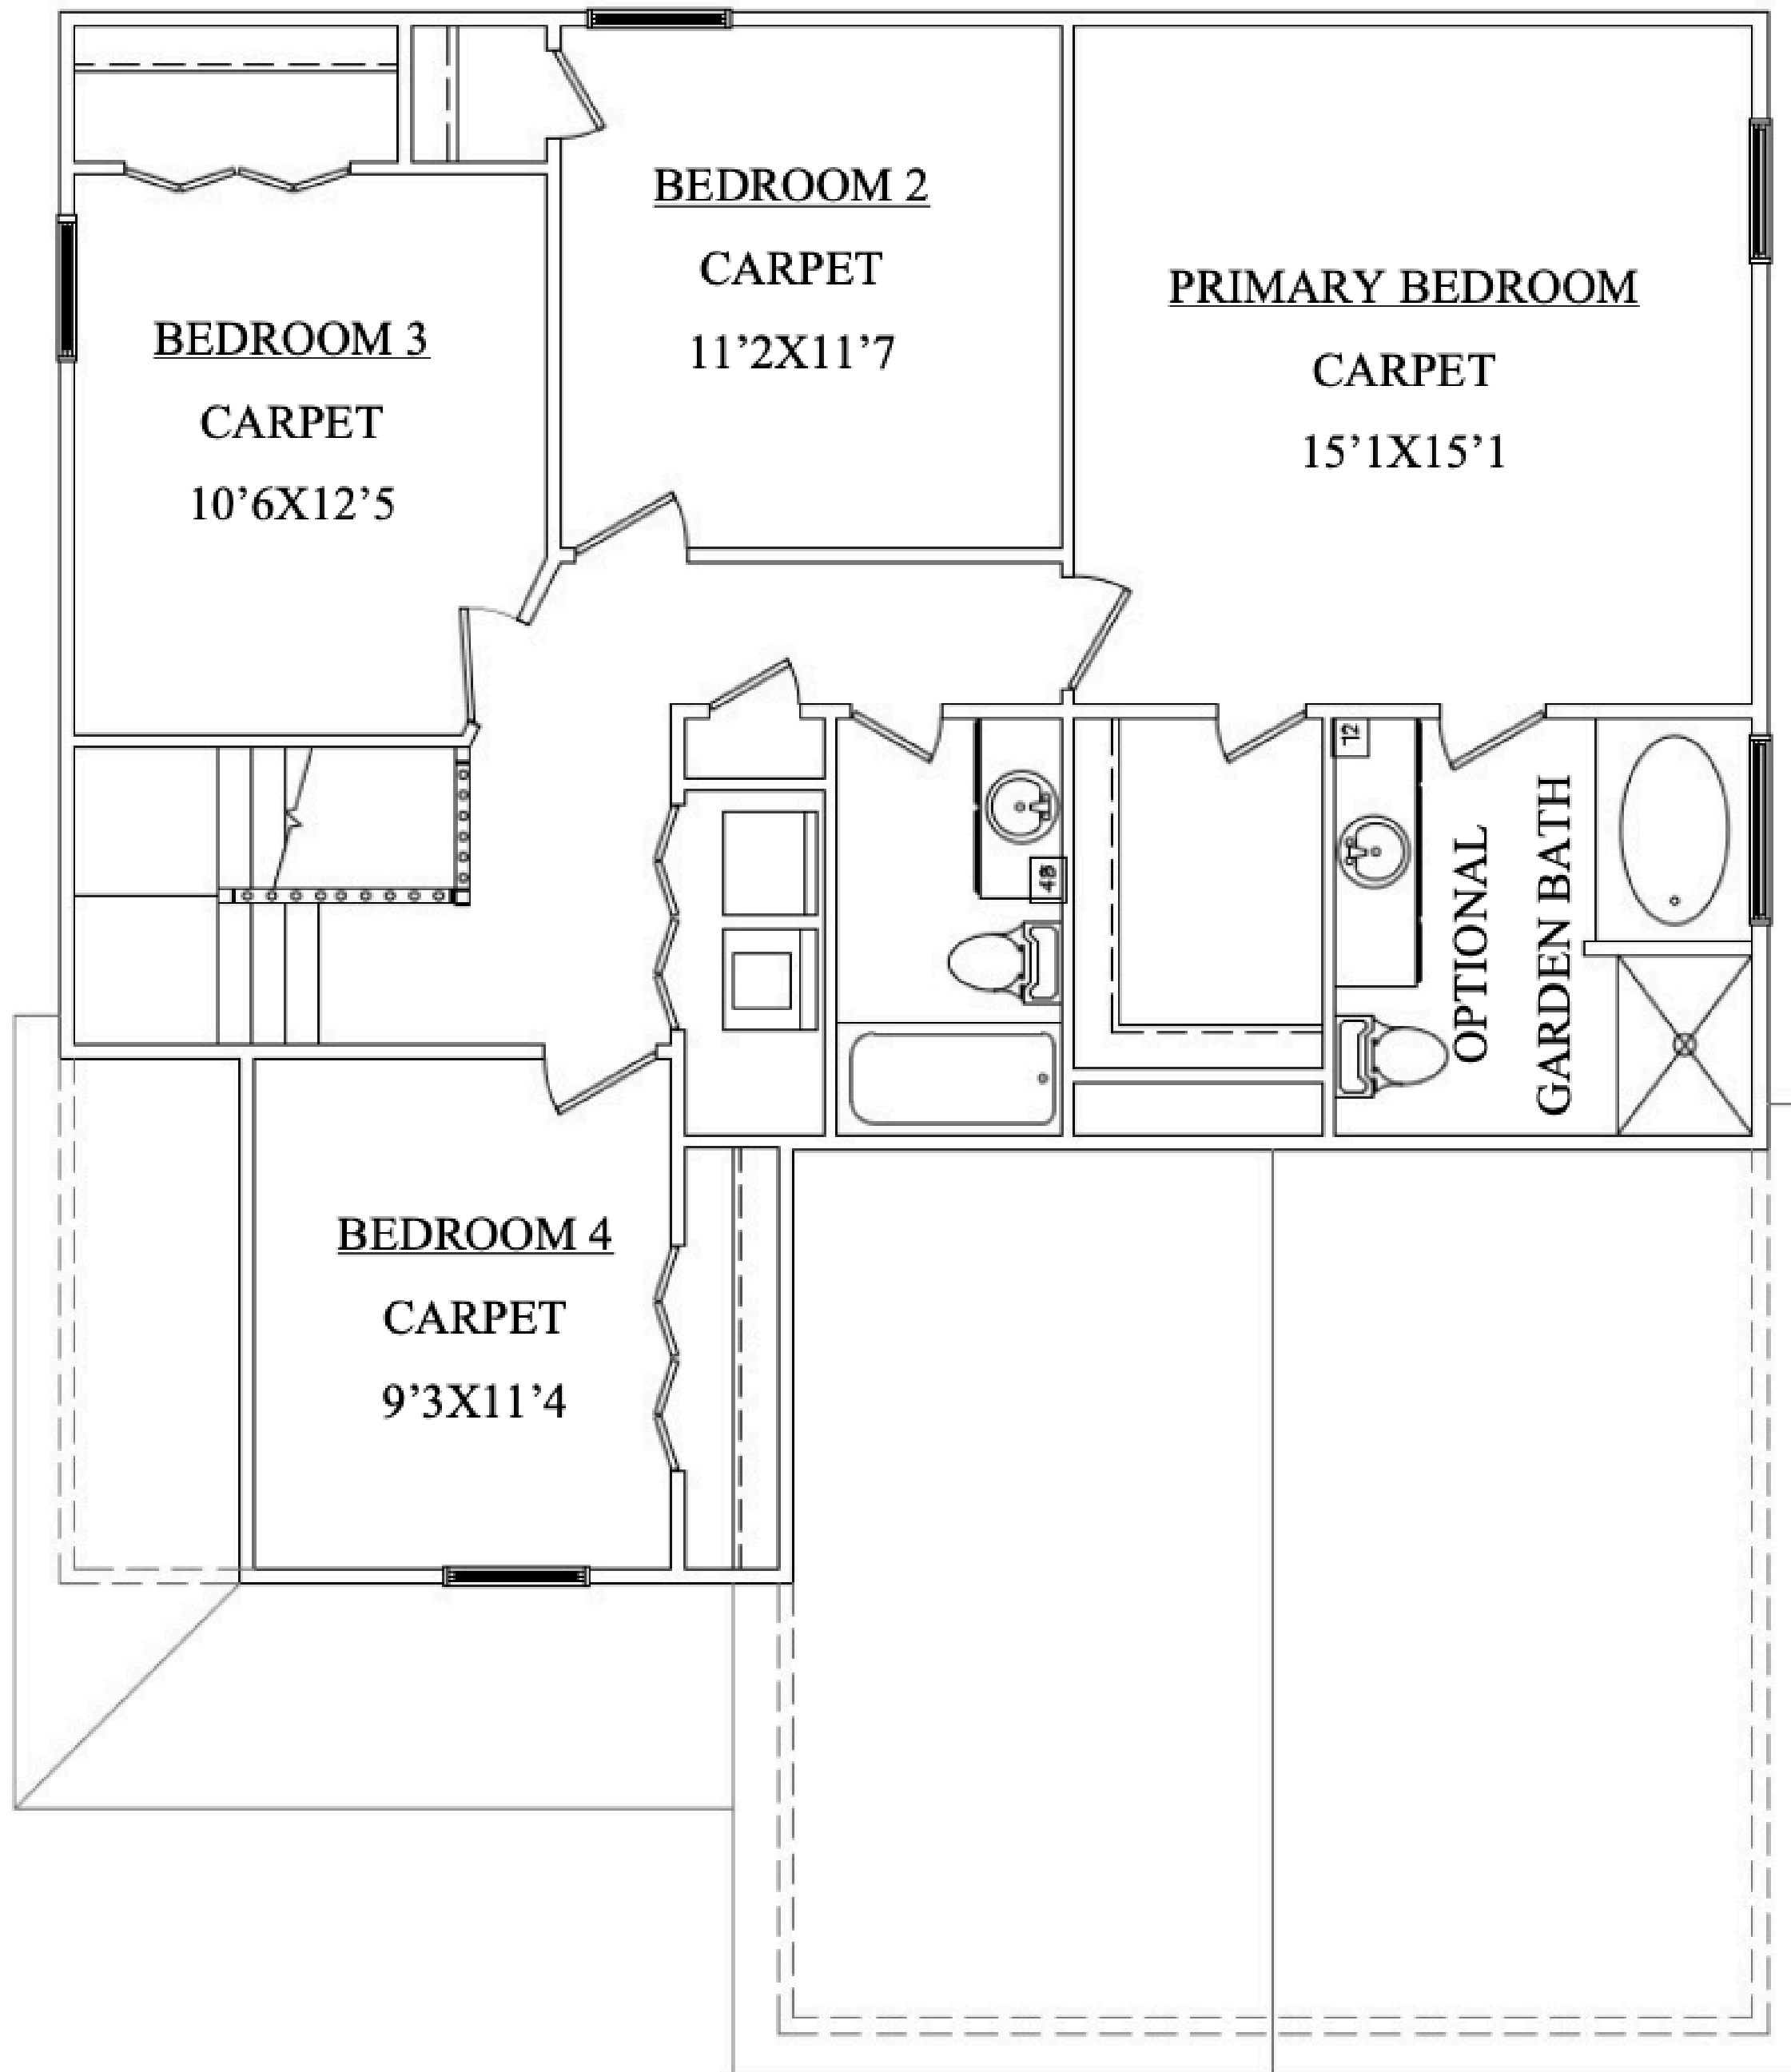 BEDROOM 2
CARPET
11'2X11'7
PRIMARY BEDROOM
CARPET
15'1X15'1
BEDROOM 3
CARPET
10'6X12'5
12
48
OPTIONAL
GARDEN BATH
BEDROOM 4
CARPET
9'3X11'4